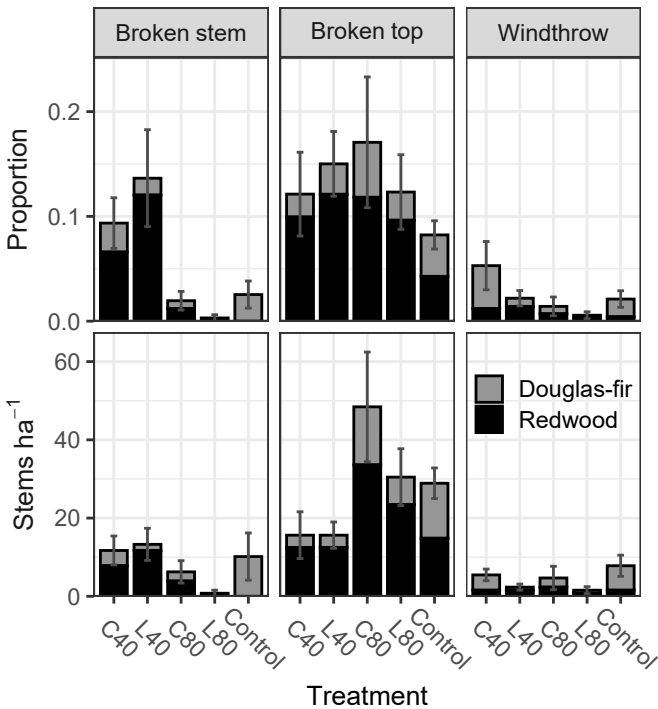 Broken stem
Broken top
Windthrow
Proportion
0.2
0.1
0.0
Stems ha⁻¹
60
40
20
0
Douglas-fir
Redwood
C40
L40
C80
L80
Control
C40
L40
C80
L80
Control
C40
L40
C80
L80
Control
Treatment